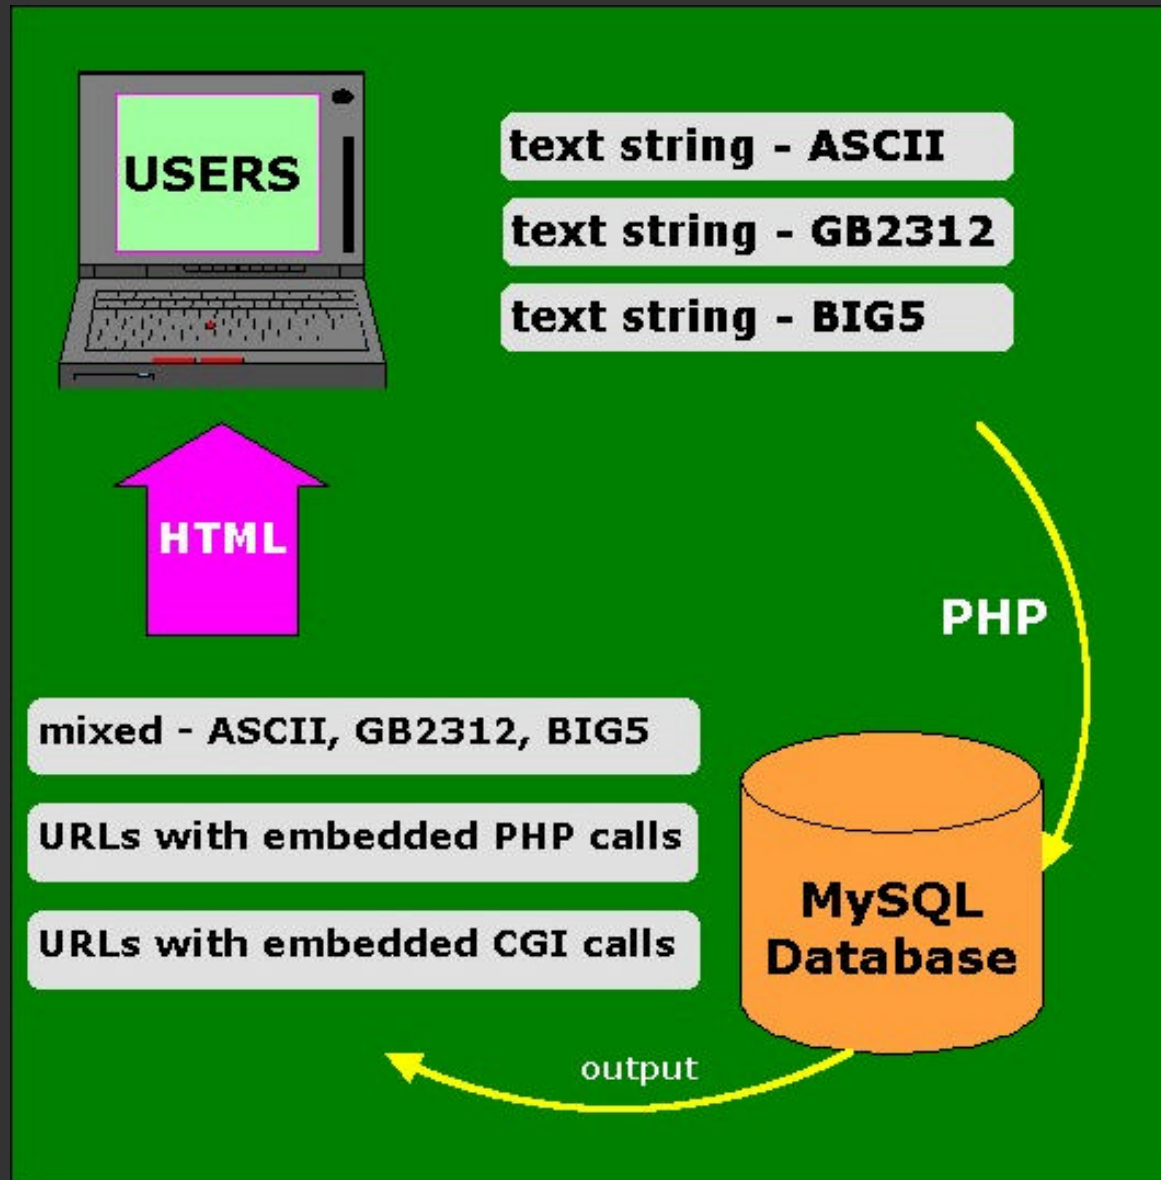 USERS
text string - ASCII
text string - GB2312
text string - BIG5
HTML
PHP
mixed - ASCII, GB2312, BIG5
URLs with embedded PHP calls
URLs with embedded CGI calls
MySQL
Database
output